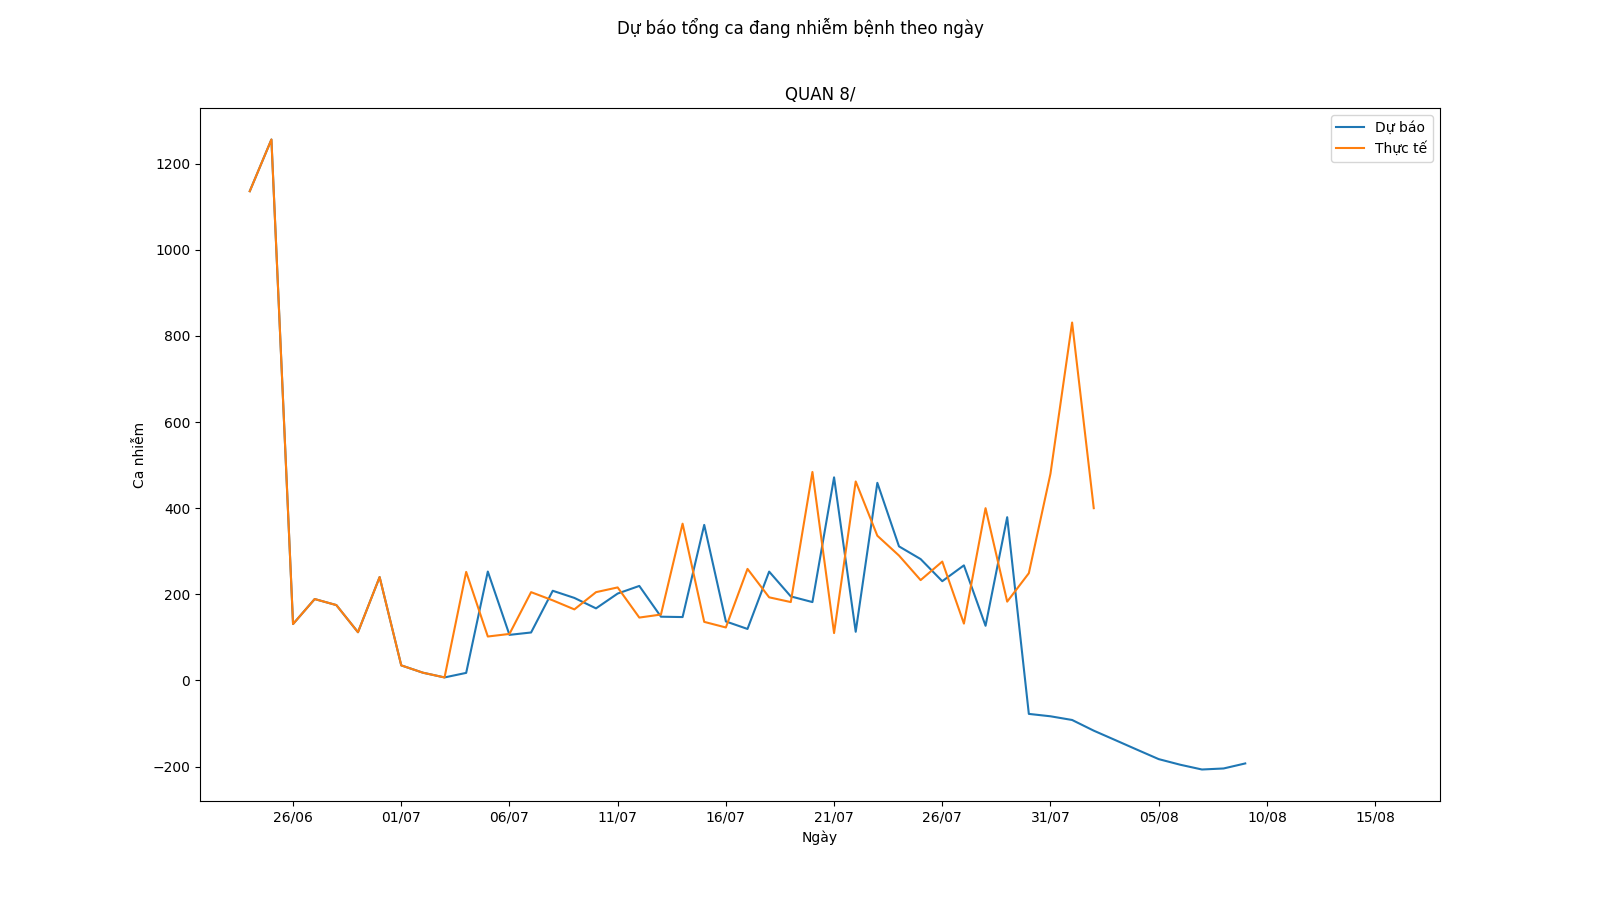 Dự báo tổng ca đang nhiễm bệnh theo ngày
QUAN 8/
Dự báo
Thực tế
1200
1000
800
600
400
200
0
−200
Ca nhiễm
26/06 01/07 06/07 11/07 16/07 21/07 26/07 31/07 05/08 10/08 15/08
Ngày